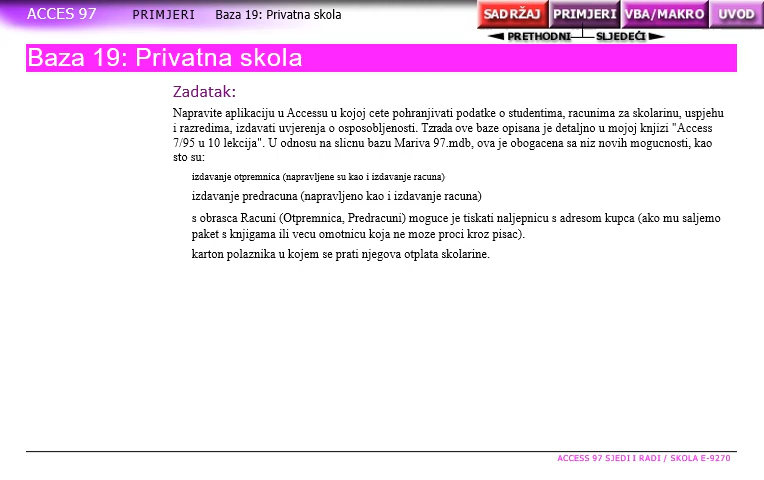 ACCES 97 PRIMJERI Baza 19: Privatna skola SADRŽAJ PRIMJERI VBA/MAKRO UVOD
PRETHODNI SLJEDEĆI
Baza 19: Privatna skola
Zadatak:
Napravite aplikaciju u Accessu u kojoj cete pohranjivati podatke o studentima, racunima za skolarinu, uspjehu
i razredima, izdavati uvjerenja o osposobljenosti. Tzrada ove baze opisana je detaljno u mojoj knjizi "Access
7/95 u 10 lekcija". U odnosu na slicnu bazu Mariva 97.mdb, ova je obogacena sa niz novih mogucnosti, kao
sto su:
izdavanje otpremnica (napravljene su kao i izdavanje racuna)
izdavanje predracuna (napravljeno kao i izdavanje racuna)
s obrasca Racuni (Otpremnica, Predracuni) moguce je tiskati naljepnicu s adresom kupca (ako mu saljemo
paket s knjigama ili vecu omotnicu koja ne moze proci kroz pisac).
karton polaznika u kojem se prati njegova otplata skolarine.
ACCESS 97 SJEDI I RADI / SKOLA E-9270